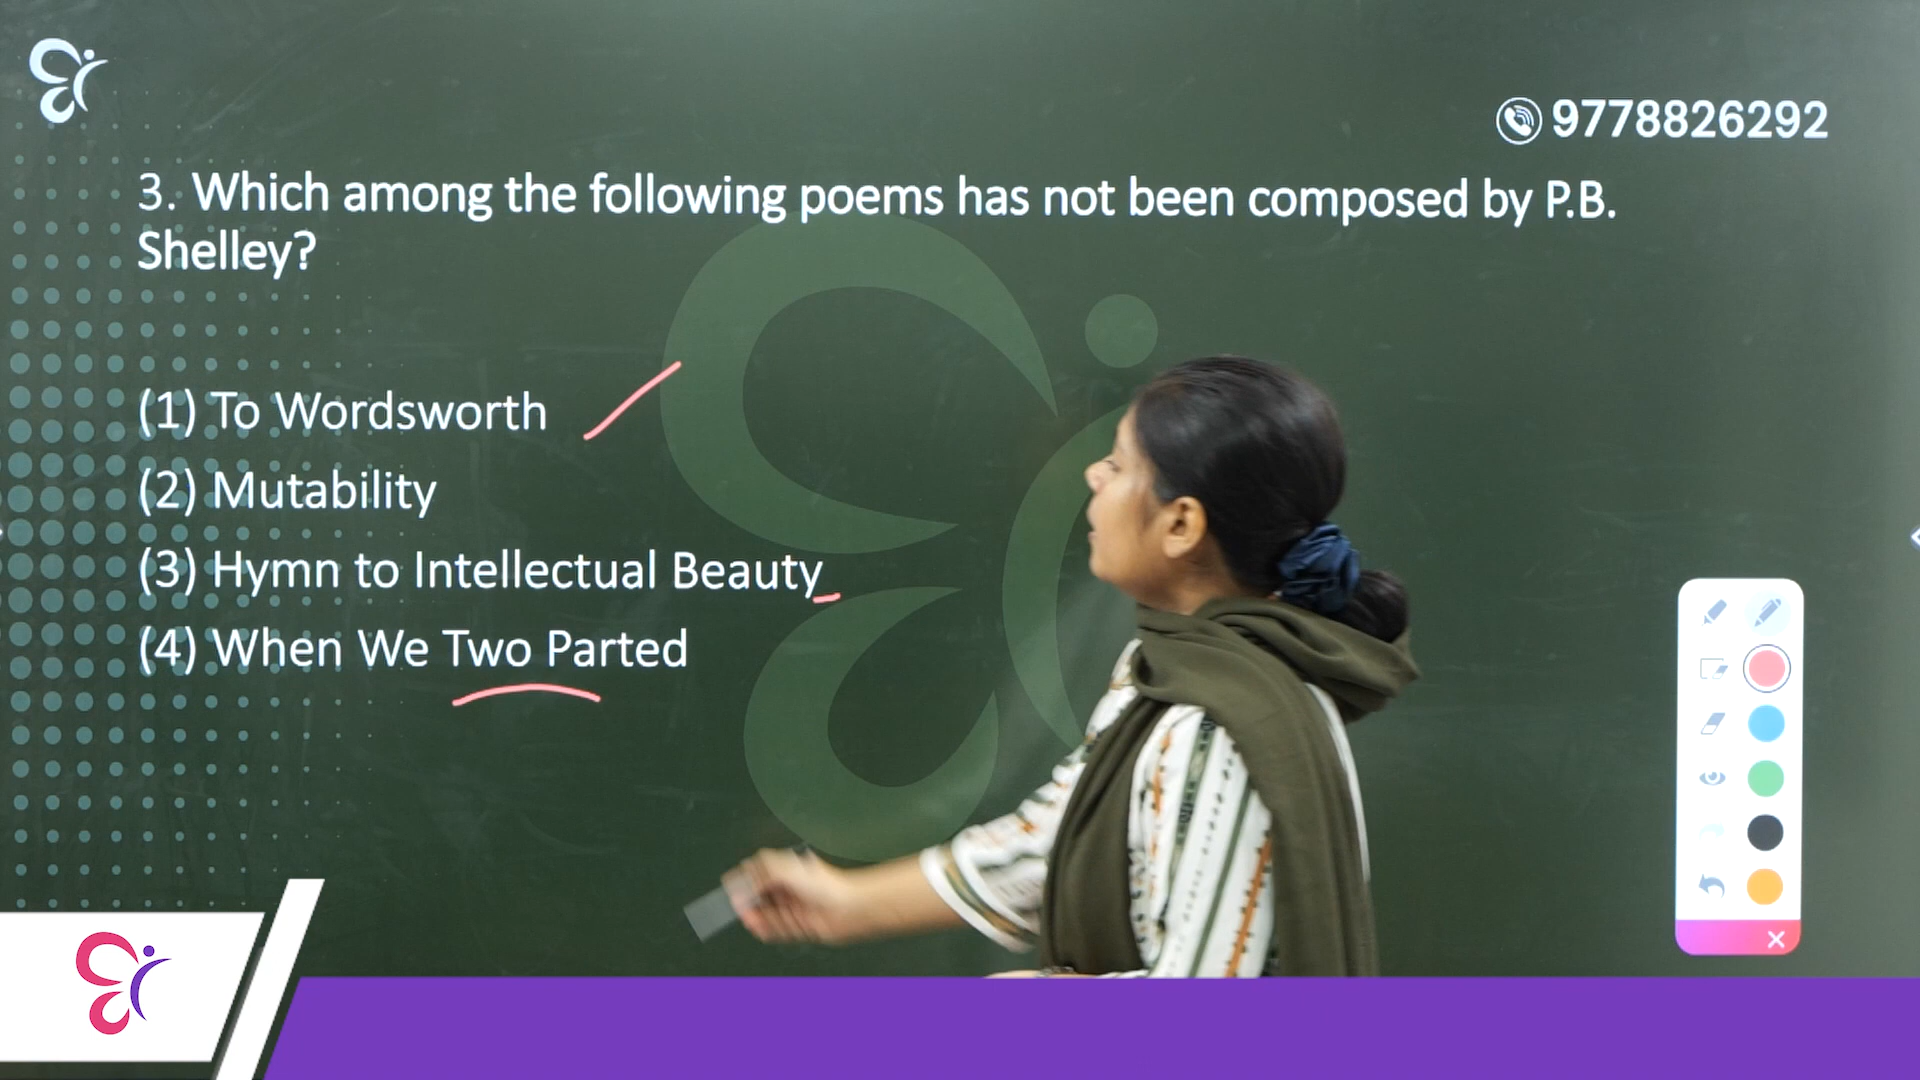 9778826292
3. Which among the following poems has not been composed by P.B.
Shelley?
(1) To Wordsworth
(2) Mutability
(3) Hymn to Intellectual Beauty
(4) When We Two Parted